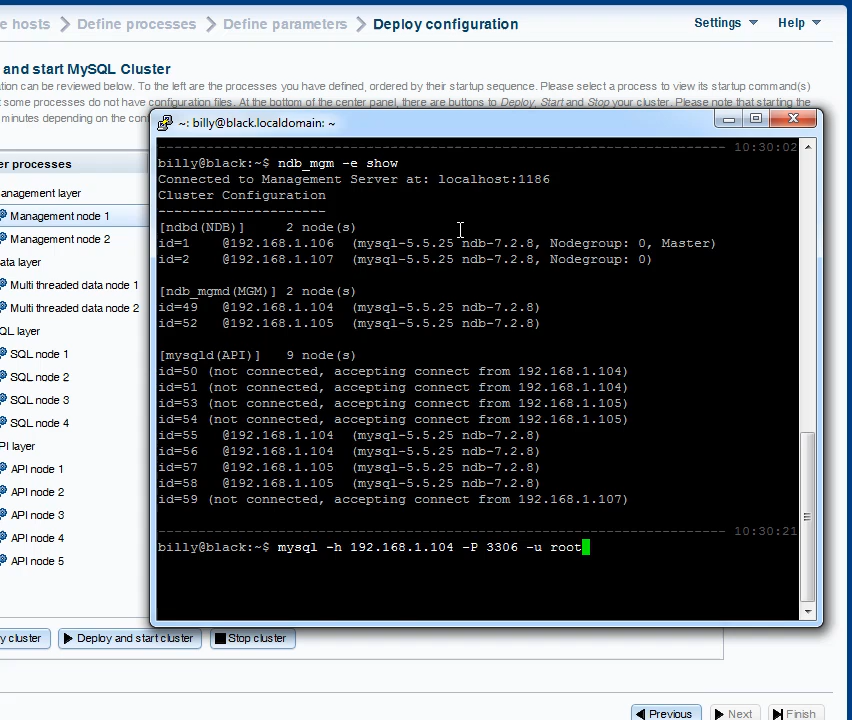 e hosts > Define processes > Define parameters > Deploy configuration Settings Help
and start MySQL Cluster
tion can be reviewed below. To the left are the processes you have defined, ordered by their startup sequence. Please select a process to view its startup command(s)
t some processes do not have configuration files. At the bottom of the center panel, there are buttons to Deploy, Start and Stop your cluster. Please note that starting the
minutes depending on the con
er processes
anagement layer
Management node 1
Management node 2
ata layer
Multi threaded data node 1
Multi threaded data node 2
QL layer
SQL node 1
SQL node 2
SQL node 3
SQL node 4
PI layer
API node 1
API node 2
API node 3
API node 4
API node 5
~: billy@black.localdomain: ~
10:30:02
billy@black:~$ ndb_mgm -e show
Connected to Management Server at: localhost:1186
Cluster Configuration
---------------------
[ndbd(NDB)] 2 node(s)
id=1 @192.168.1.106 (mysql-5.5.25 ndb-7.2.8, Nodegroup: 0, Master)
id=2 @192.168.1.107 (mysql-5.5.25 ndb-7.2.8, Nodegroup: 0)
[ndb_mgmd(MGM)] 2 node(s)
id=49 @192.168.1.104 (mysql-5.5.25 ndb-7.2.8)
id=52 @192.168.1.105 (mysql-5.5.25 ndb-7.2.8)
[mysqld(API)] 9 node(s)
id=50 (not connected, accepting connect from 192.168.1.104)
id=51 (not connected, accepting connect from 192.168.1.104)
id=53 (not connected, accepting connect from 192.168.1.105)
id=54 (not connected, accepting connect from 192.168.1.105)
id=55 @192.168.1.104 (mysql-5.5.25 ndb-7.2.8)
id=56 @192.168.1.104 (mysql-5.5.25 ndb-7.2.8)
id=57 @192.168.1.105 (mysql-5.5.25 ndb-7.2.8)
id=58 @192.168.1.105 (mysql-5.5.25 ndb-7.2.8)
id=59 (not connected, accepting connect from 192.168.1.107)
10:30:21
billy@black:~$ mysql -h 192.168.1.104 -P 3306 -u root
y cluster Deploy and start cluster Stop cluster
Previous Next Finish